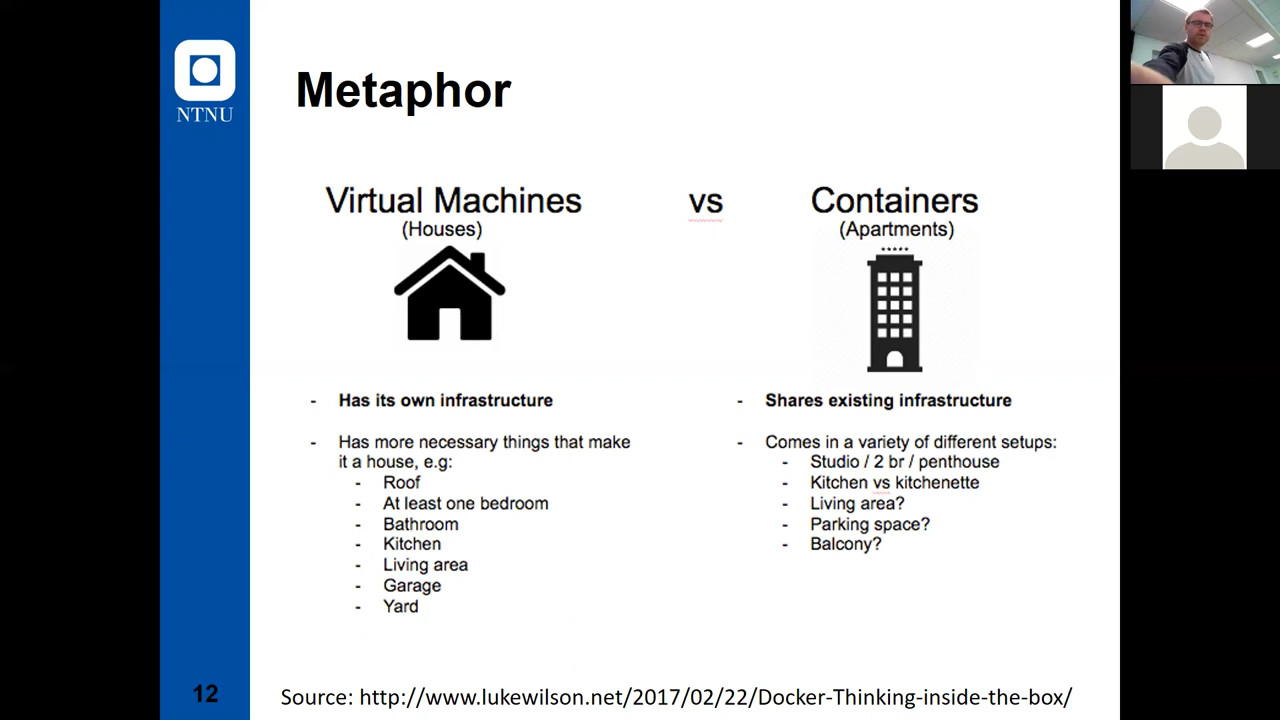 NTNU
Metaphor
Virtual Machines vs Containers
(Houses) (Apartments)
- Has its own infrastructure
- Has more necessary things that make
it a house, e.g:
- Roof
- At least one bedroom
- Bathroom
- Kitchen
- Living area
- Garage
- Yard
- Shares existing infrastructure
- Comes in a variety of different setups:
- Studio / 2 br / penthouse
- Kitchen vs kitchenette
- Living area?
- Parking space?
- Balcony?
12
Source: http://www.lukewilson.net/2017/02/22/Docker-Thinking-inside-the-box/